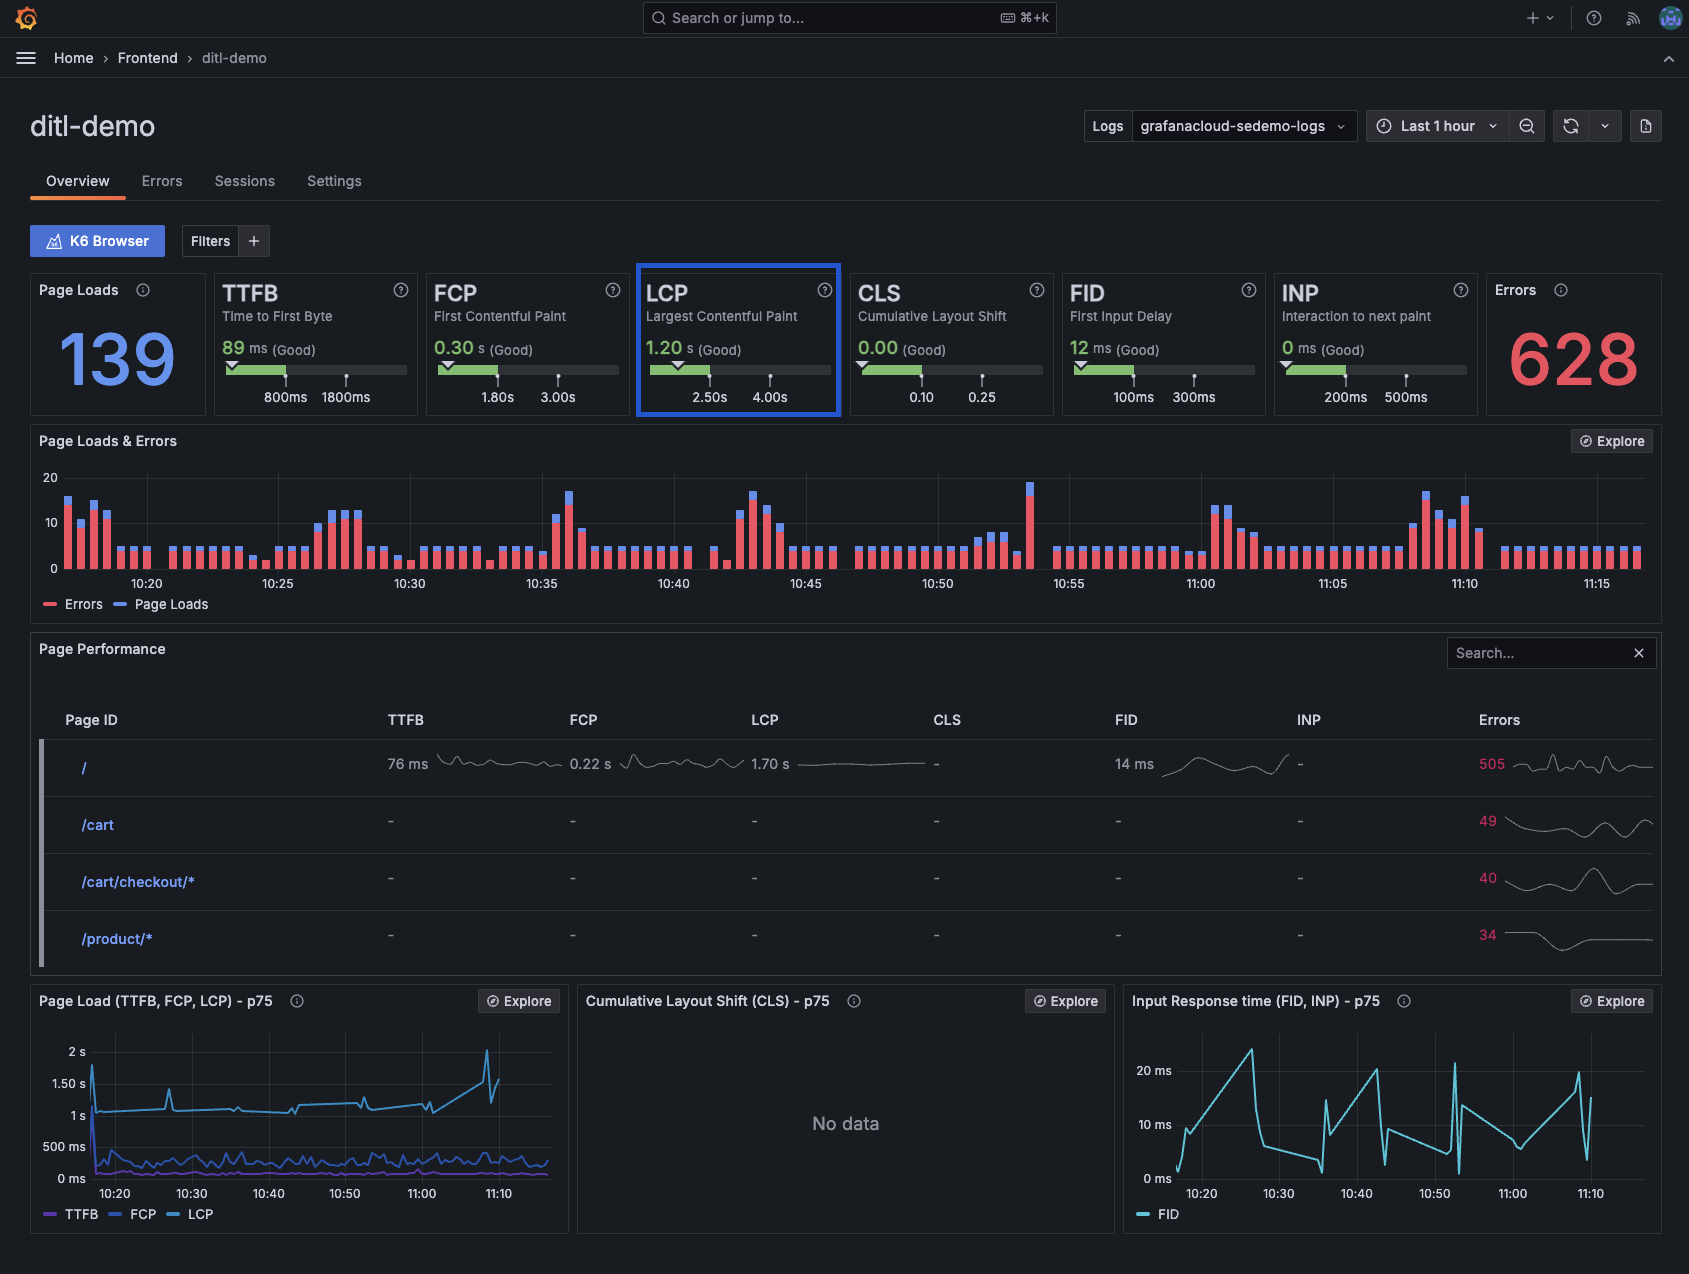 Search or jump to...
⌘+k
Home › Frontend › ditl-demo
ditl-demo
Logs grafanacloud-sedemo-logs
Last 1 hour
Overview Errors Sessions Settings
K6 Browser
Filters +
Page Loads
139
TTFB
Time to First Byte
89 ms (Good)
800ms 1800ms
FCP
First Contentful Paint
0.30 s (Good)
1.80s 3.00s
LCP
Largest Contentful Paint
1.20 s (Good)
2.50s 4.00s
CLS
Cumulative Layout Shift
0.00 (Good)
0.10 0.25
FID
First Input Delay
12 ms (Good)
100ms 300ms
INP
Interaction to next paint
0 ms (Good)
200ms 500ms
Errors
628
Page Loads & Errors
Explore
20
10
0
10:20 10:25 10:30 10:35 10:40 10:45 10:50 10:55 11:00 11:05 11:10 11:15
Errors Page Loads
Page Performance
Search...
Page ID TTFB FCP LCP CLS FID INP Errors
/ 76 ms 0.22 s 1.70 s - 14 ms - 505
/cart - - - - - - 49
/cart/checkout/* - - - - - - 40
/product/* - - - - - - 34
Page Load (TTFB, FCP, LCP) - p75
Explore
2 s
1.50 s
1 s
500 ms
0 ms
10:20 10:30 10:40 10:50 11:00 11:10
TTFB FCP LCP
Cumulative Layout Shift (CLS) - p75
Explore
No data
Input Response time (FID, INP) - p75
Explore
20 ms
10 ms
0 ms
10:20 10:30 10:40 10:50 11:00 11:10
FID